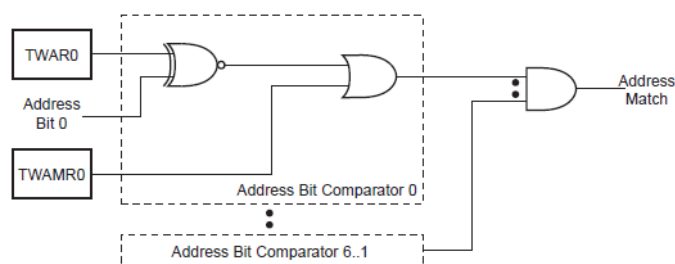 TWAR0
Address
Bit 0
TWAMR0
Address Bit Comparator 0
Address Bit Comparator 6..1
Address
Match